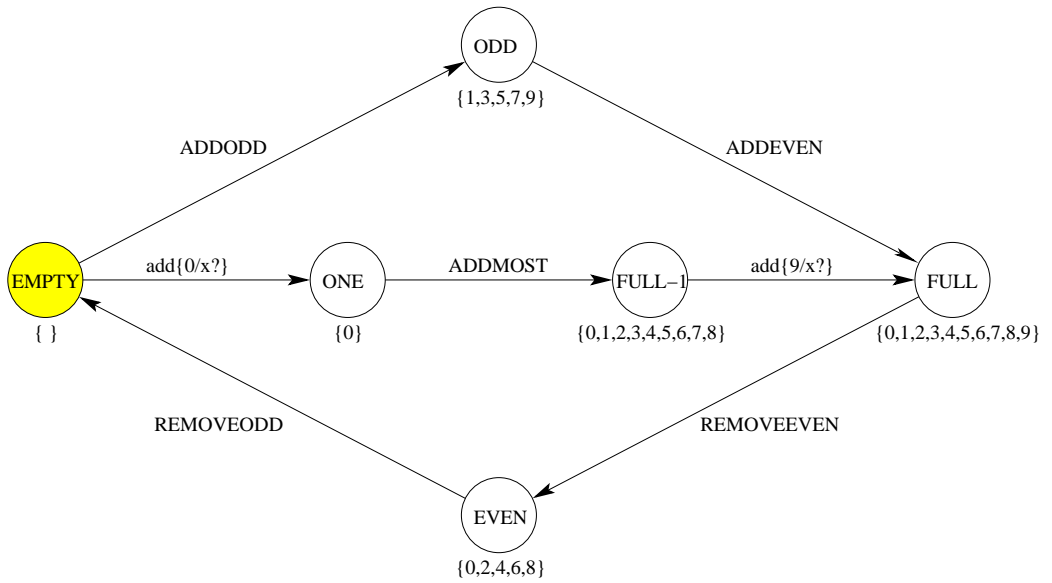 ODD
{1,3,5,7,9}
ADDODD
ADDEVEN
EMPTY
{ }
add{0/x?}
ONE
{0}
ADDMOST
FULL−1
{0,1,2,3,4,5,6,7,8}
add{9/x?}
FULL
{0,1,2,3,4,5,6,7,8,9}
REMOVEODD
REMOVEEVEN
EVEN
{0,2,4,6,8}